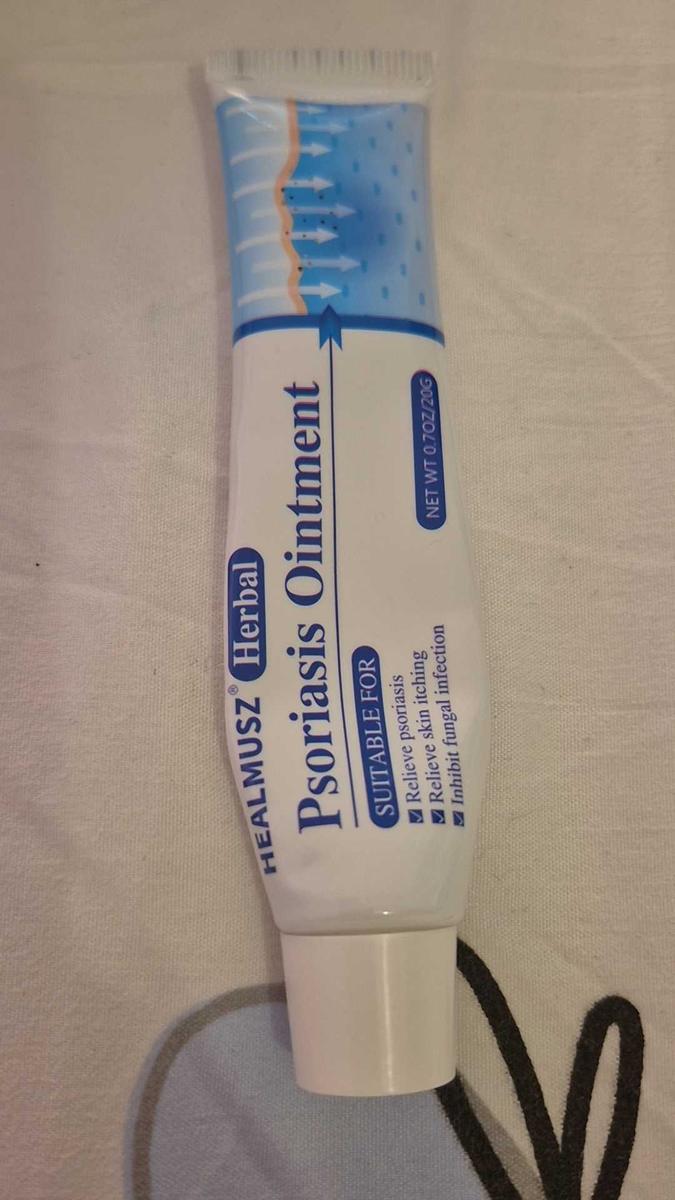 HEALMUSZ® Herbal
Psoriasis Ointment
SUITABLE FOR
Relieve psoriasis
Relieve skin itching
Inhibit fungal infection
NET WT 0.7OZ/20G